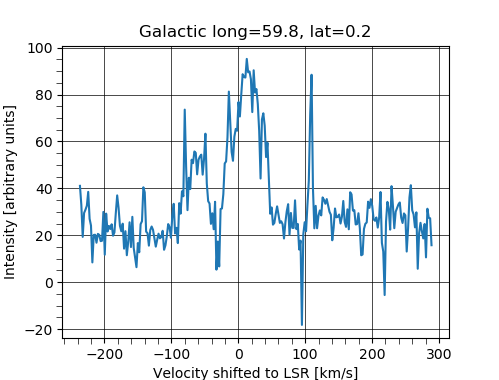 Galactic long=59.8, lat=0.2
Intensity [arbitrary units]
100
80
60
40
20
0
−20
−200 −100 0 100 200 300
Velocity shifted to LSR [km/s]